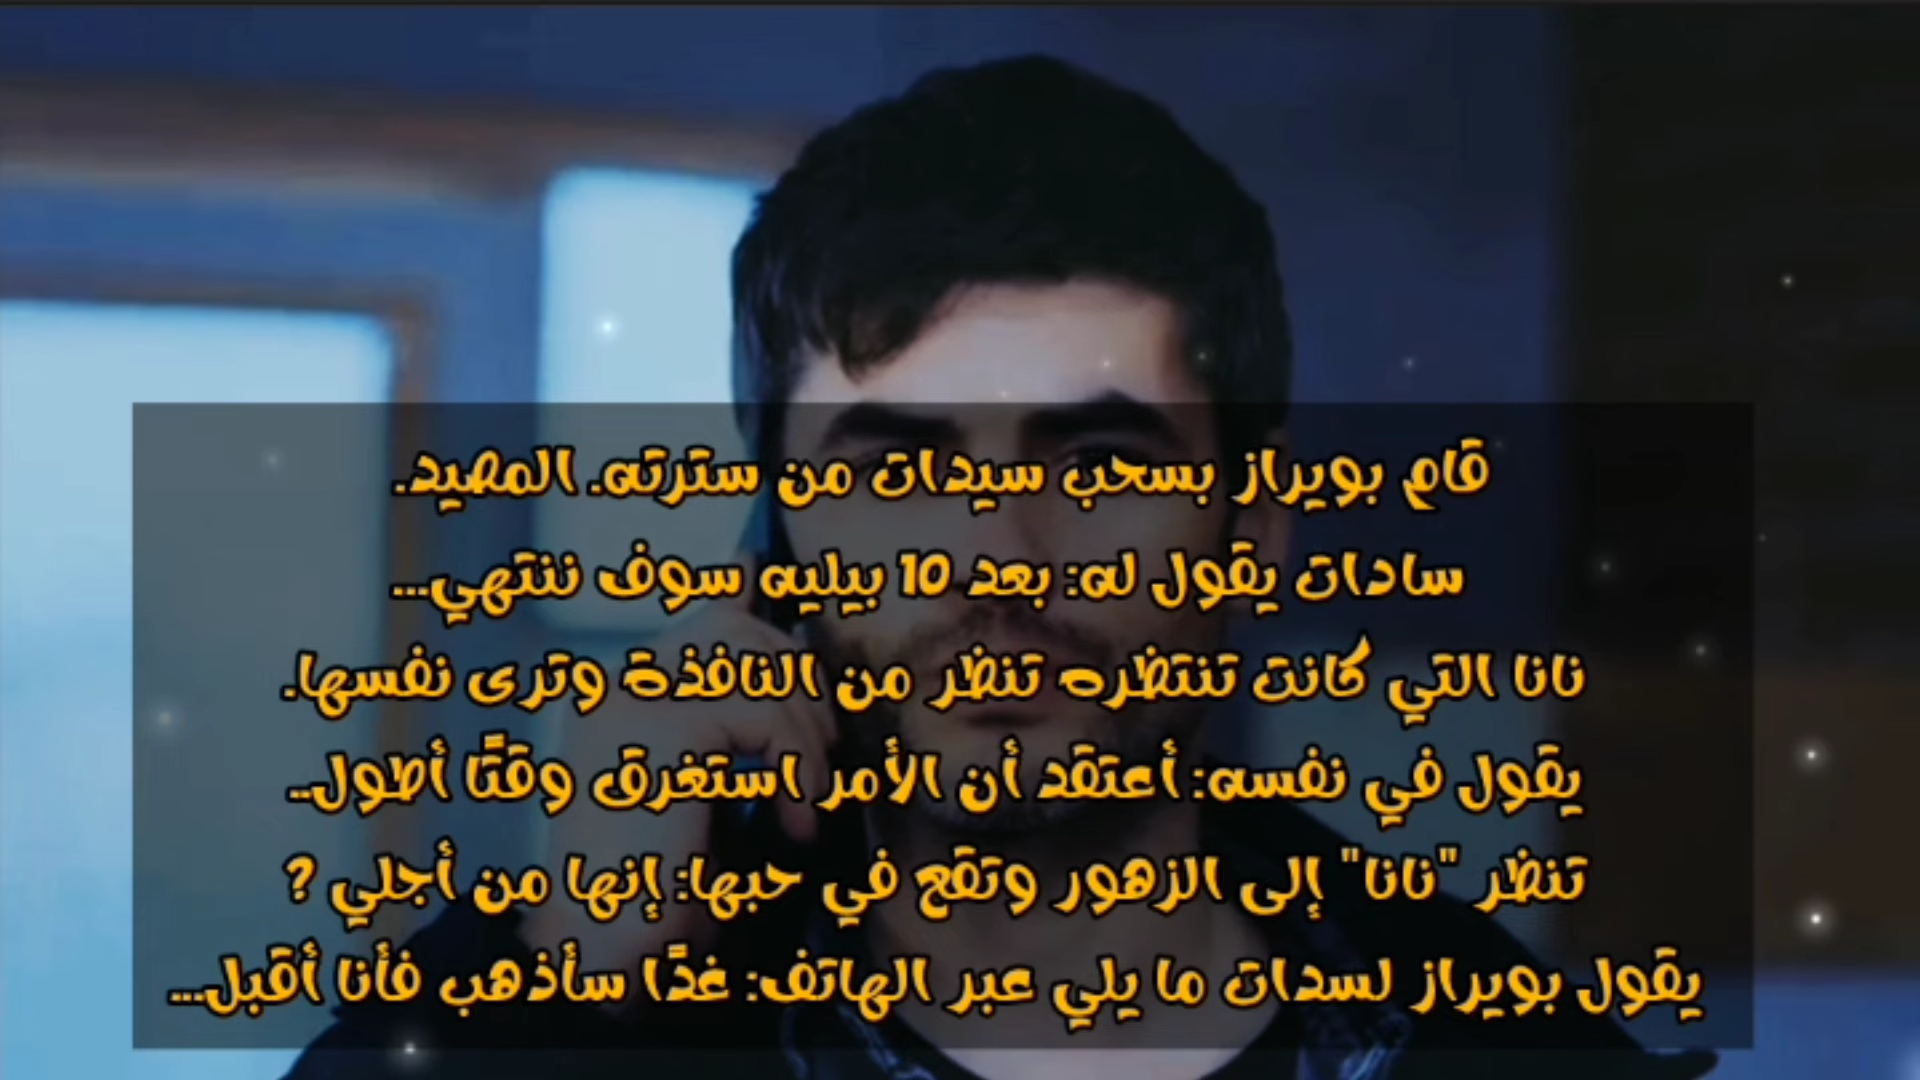 قام بويراز بسحب سيدات من سترته. المصيد.
سادات يقول له: بعد 10 بيليه سوف ننتهي...
نانا التي كانت تنتظره تنظر من النافذة وترى نفسها.
يقول في نفسه: أعتقد أن الأمر استغرق وقتًا أطول..
تنظر "نانا" إلى الزهور وتقع في حبها: إنها من أجلي ?
يقول بويراز لسدات ما يلي عبر الهاتف: غدًا سأذهب فأنا أقبل...